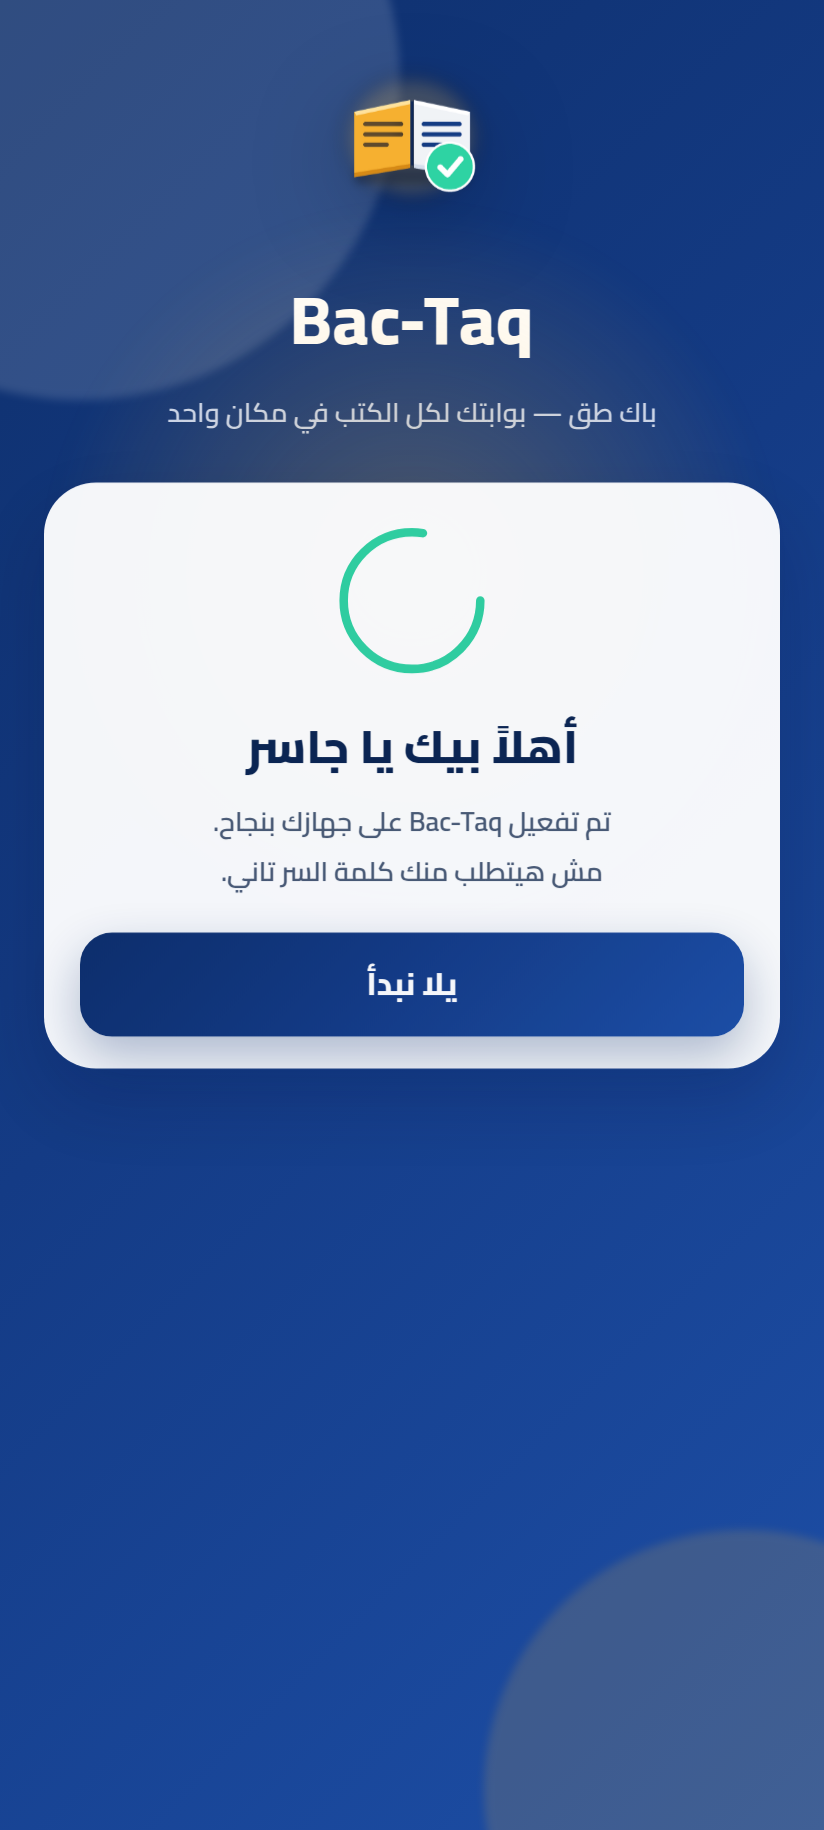 Bac-Taq
باك طق — بوابتك لكل الكتب في مكان واحد
أهلاً بيك يا جاسر
تم تفعيل Bac-Taq على جهازك بنجاح.
مش هيتطلب منك كلمة السر تاني.
يلا نبدأ